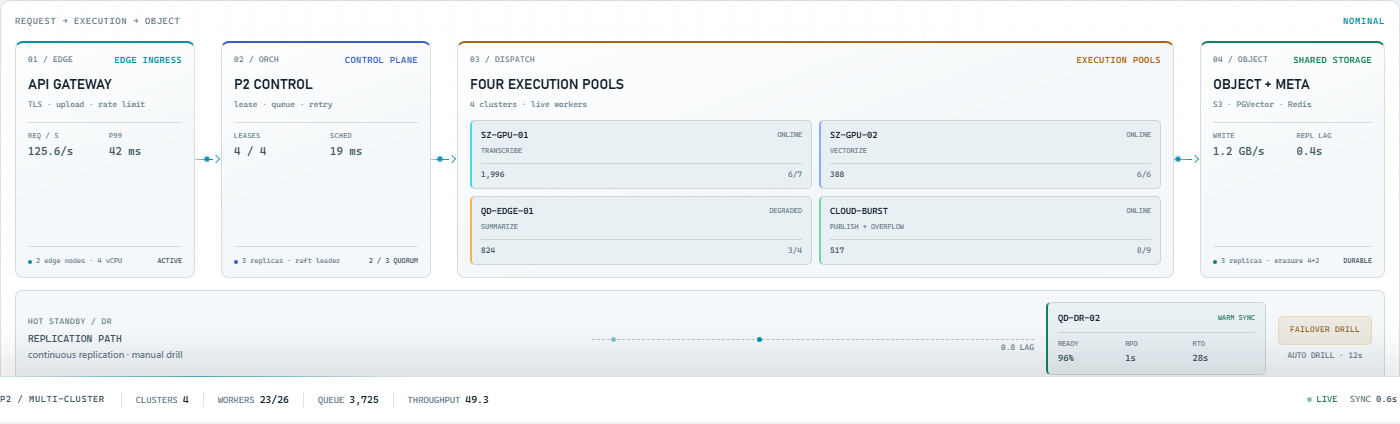 REQUEST → EXECUTION → OBJECT
NOMINAL
01 / EDGE
EDGE INGRESS
API GATEWAY
TLS · upload · rate limit
REQ / S
P99
125.6/s
42 ms
2 edge nodes · 4 vCPU
ACTIVE
02 / ORCH
CONTROL PLANE
P2 CONTROL
lease · queue · retry
LEASES
SCHED
4 / 4
19 ms
3 replicas · raft leader
2 / 3 QUORUM
03 / DISPATCH
EXECUTION POOLS
FOUR EXECUTION POOLS
4 clusters · live workers
SZ-GPU-01
ONLINE
TRANSCRIBE
1,996
6/7
SZ-GPU-02
ONLINE
VECTORIZE
388
6/6
QD-EDGE-01
DEGRADED
SUMMARIZE
824
3/4
CLOUD-BURST
ONLINE
PUBLISH + OVERFLOW
517
8/9
04 / OBJECT
SHARED STORAGE
OBJECT + META
S3 · PGVector · Redis
WRITE
REPL LAG
1.2 GB/s
0.4s
3 replicas · erasure 4+2
DURABLE
HOT STANDBY / DR
REPLICATION PATH
continuous replication · manual drill
0.8 LAG
QD-DR-02
WARM SYNC
READY
RPO
RTO
96%
1s
28s
FAILOVER DRILL
AUTO DRILL · 12s
P2 / MULTI-CLUSTER
CLUSTERS 4
WORKERS 23/26
QUEUE 3,725
THROUGHPUT 49.3
LIVE
SYNC 0.6s